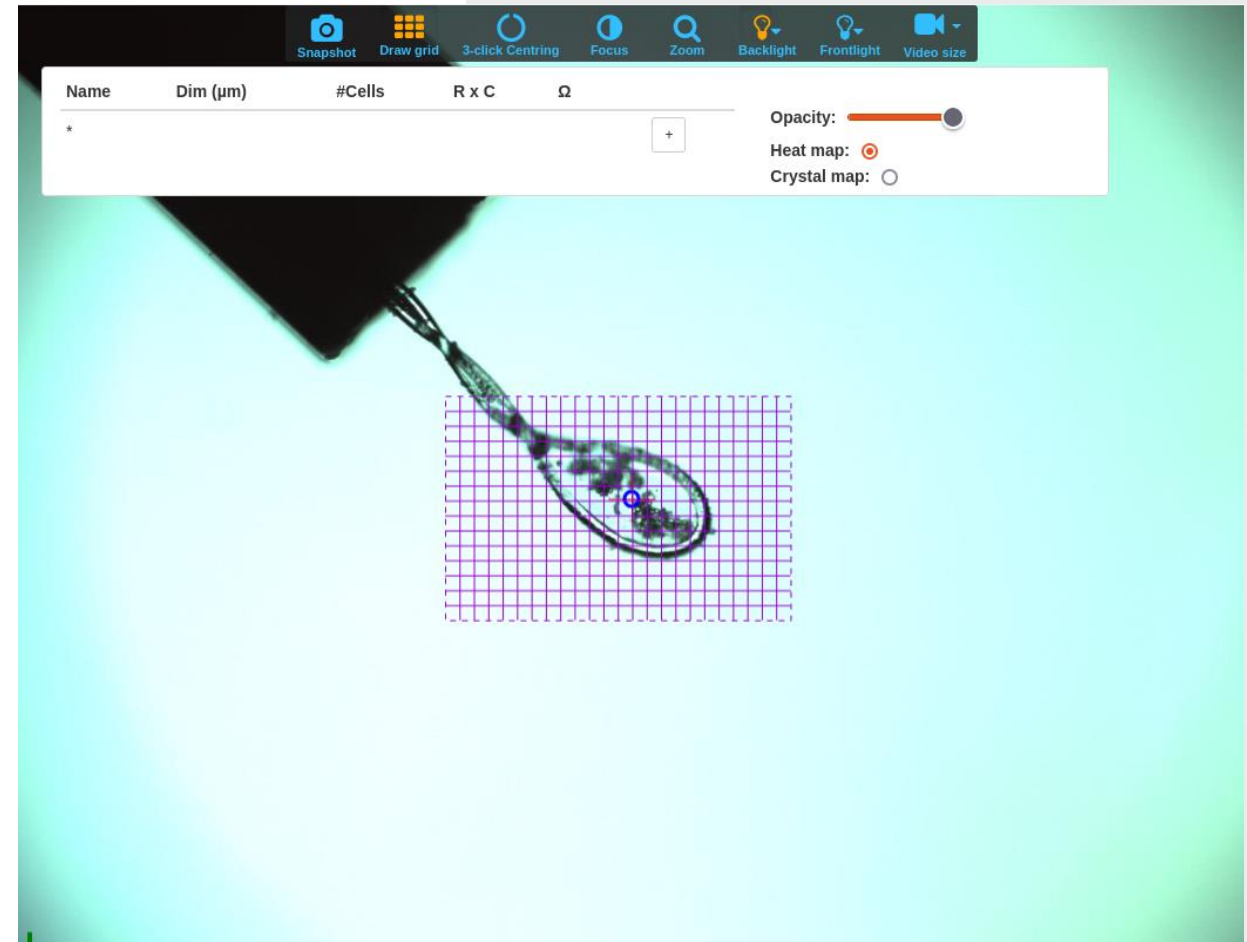 Snapshot Draw grid 3-click Centring Focus Zoom Backlight Frontlight Video size
Name Dim (µm) #Cells R x C Ω
* +
Opacity:
Heat map:
Crystal map: